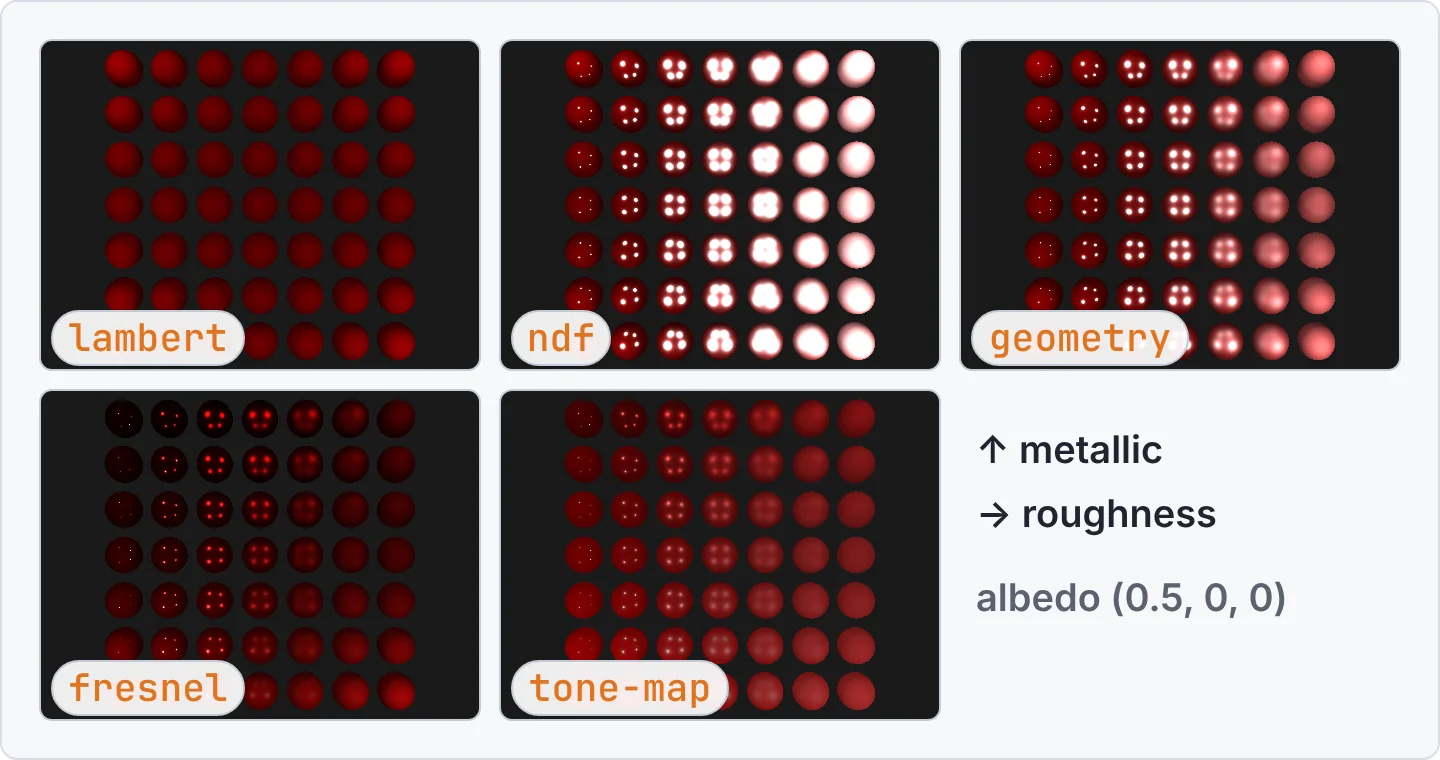 lambert
ndf
geometry
fresnel
tone-map
↑ metallic
→ roughness
albedo (0.5, 0, 0)